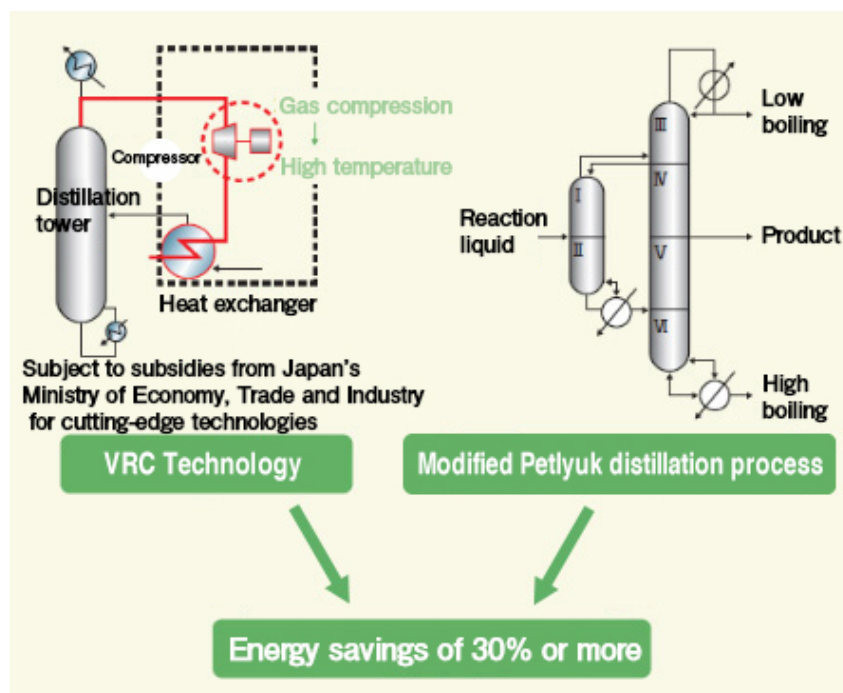 Gas compression
Compressor
High temperature
Distillation
tower
Heat exchanger
Subject to subsidies from Japan's
Ministry of Economy, Trade and Industry
for cutting-edge technologies
VRC Technology
Low
boiling
III
IV
I
Reaction
liquid
II
V
Product
VI
High
boiling
Modified Petlyuk distillation process
Energy savings of 30% or more